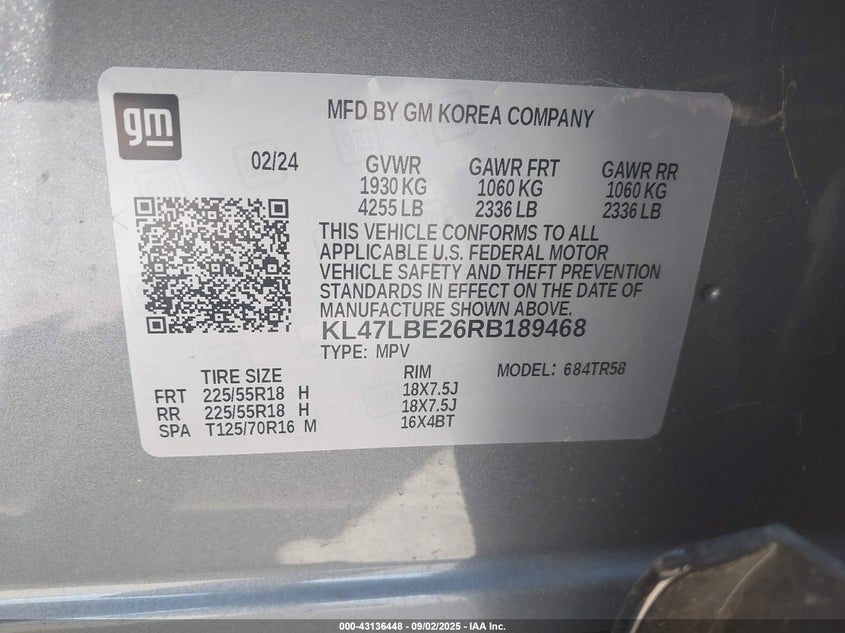 gm
MFD BY GM KOREA COMPANY
02/24 GVWR GAWR FRT GAWR RR
1930 KG 1060 KG 1060 KG
4255 LB 2336 LB 2336 LB
THIS VEHICLE CONFORMS TO ALL
APPLICABLE U.S. FEDERAL MOTOR
VEHICLE SAFETY AND THEFT PREVENTION
STANDARDS IN EFFECT ON THE DATE OF
MANUFACTURE SHOWN ABOVE.
KL47LBE26RB189468
TYPE: MPV
TIRE SIZE RIM MODEL: 684TR58
FRT 225/55R18 H 18X7.5J
RR 225/55R18 H 18X7.5J
SPA T125/70R16 M 16X4BT
000-43136448 - 09/02/2025 - IAA Inc.